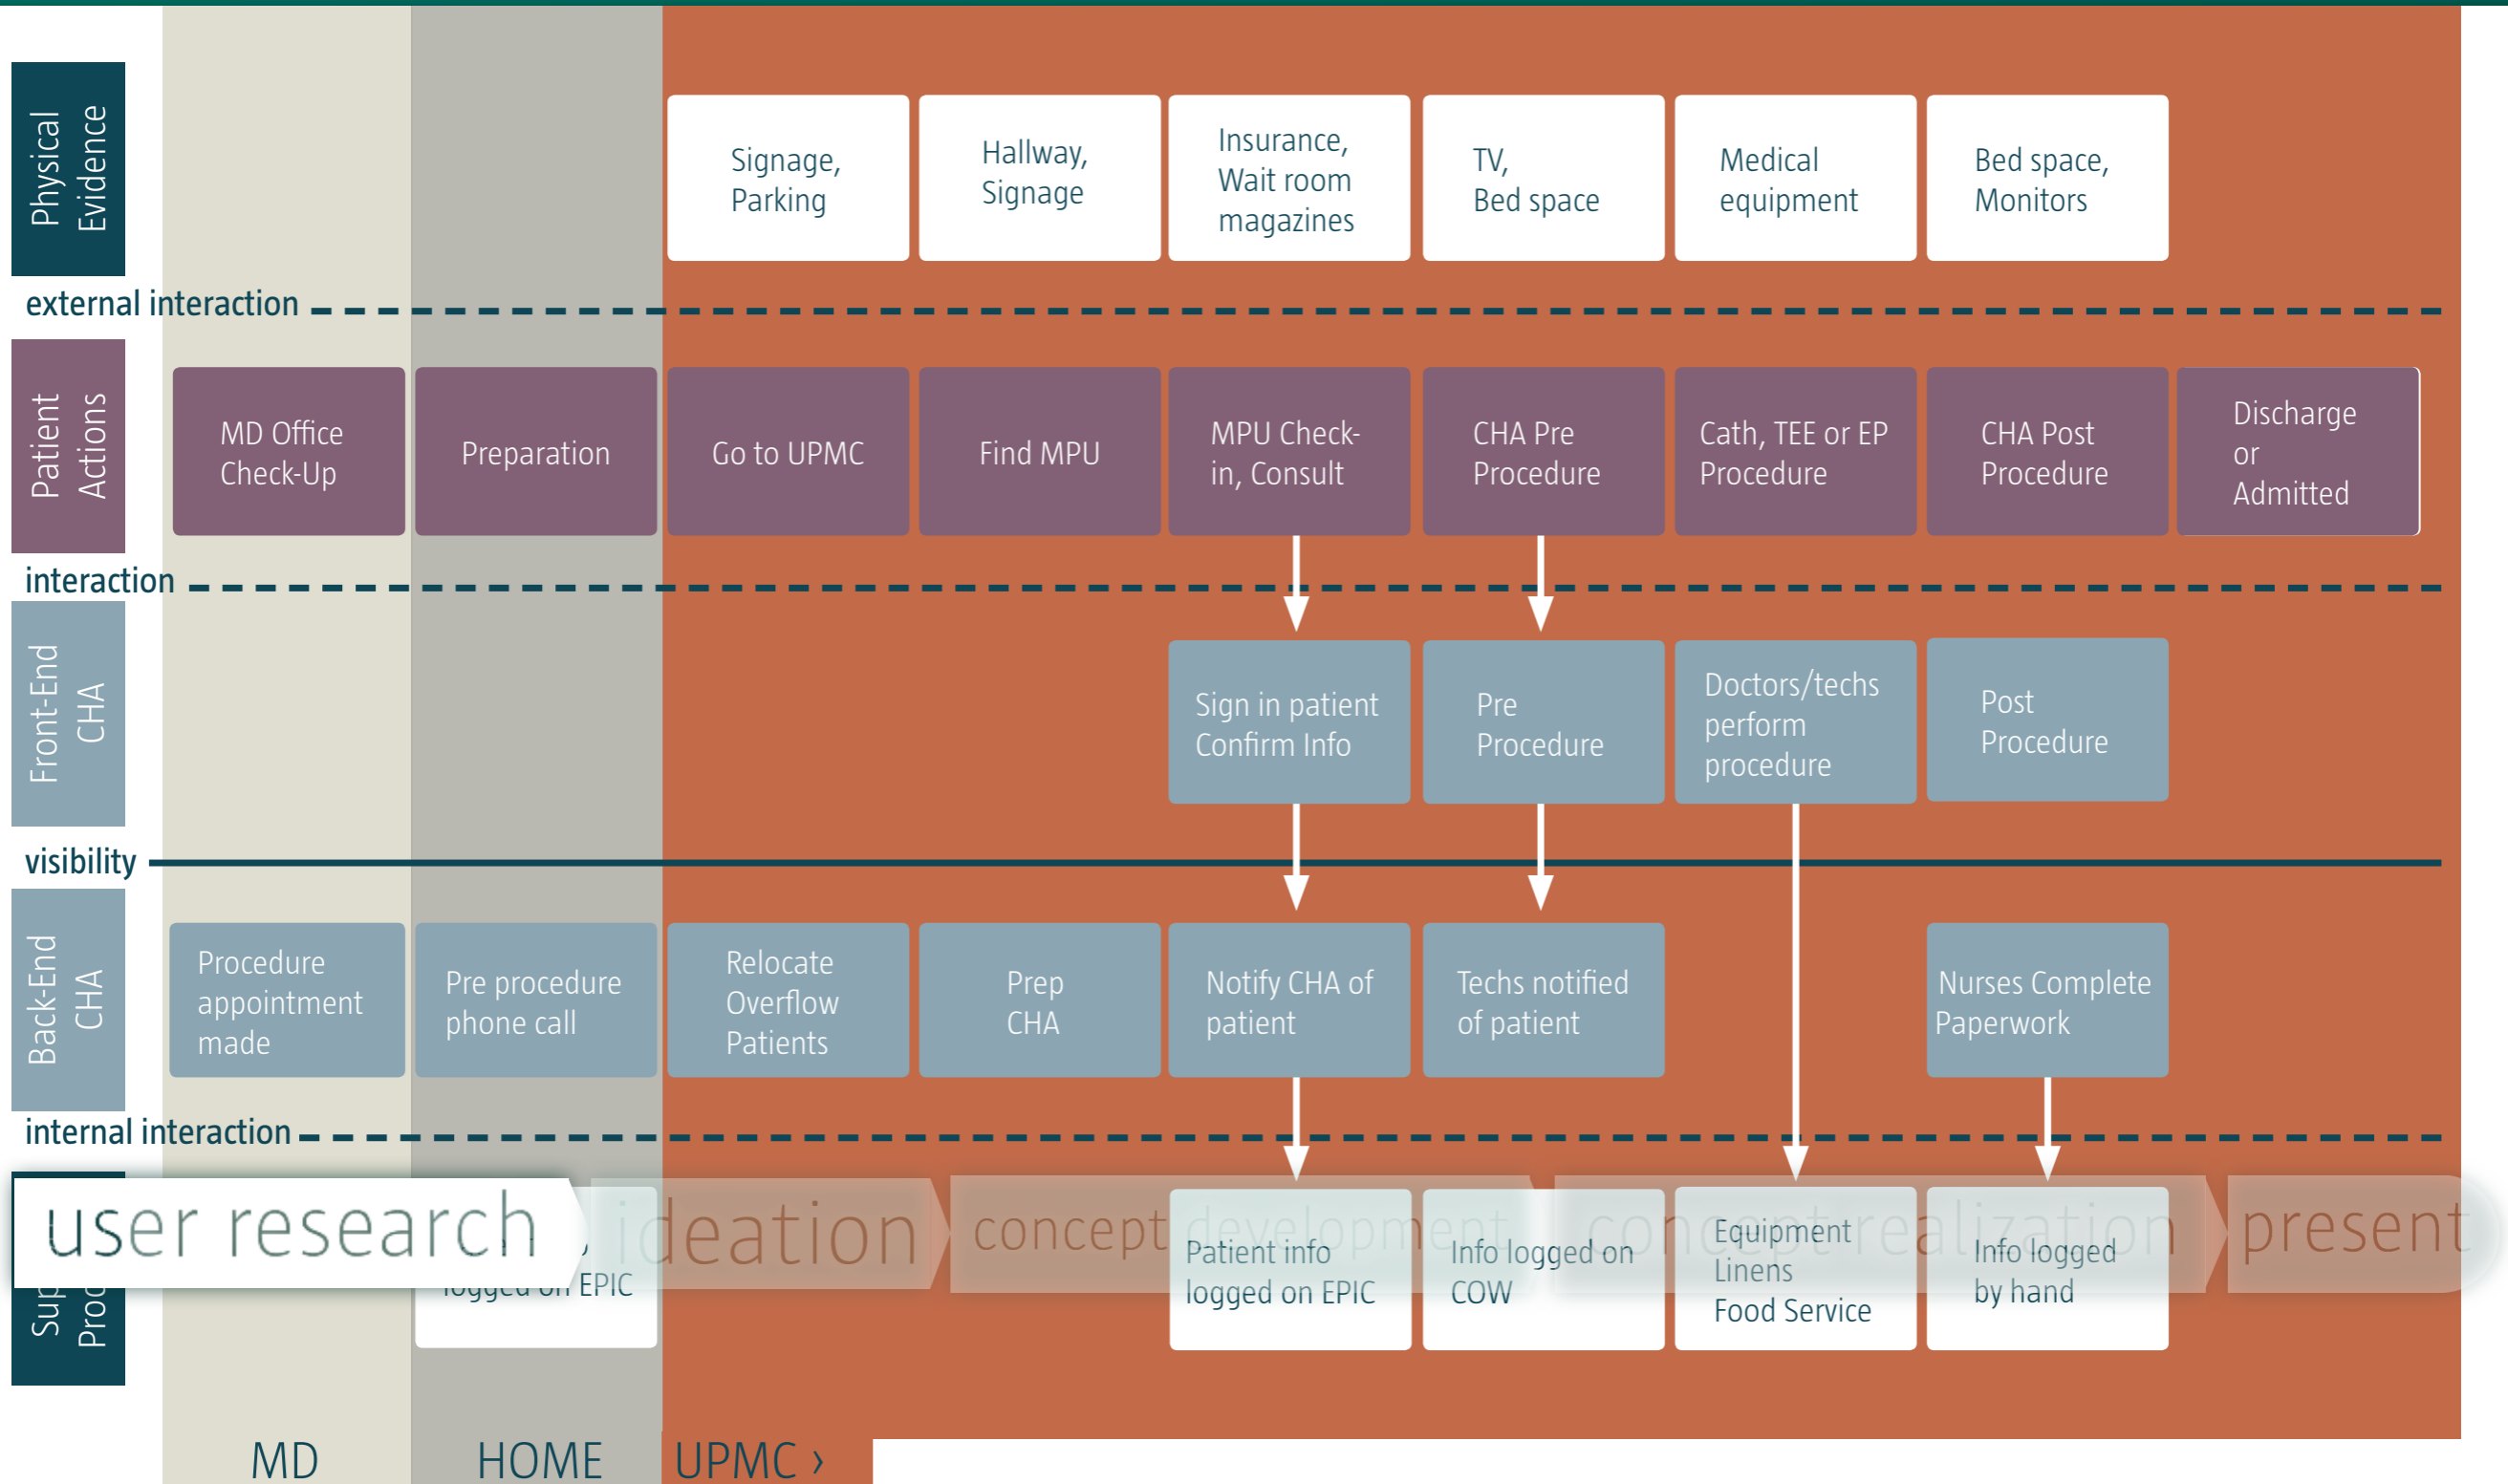 Physical
Evidence
Signage,
Parking
Hallway,
Signage
Insurance,
Wait room
magazines
TV,
Bed space
Medical
equipment
Bed space,
Monitors
external interaction
Patient
Actions
MD Office
Check-Up
Preparation
Go to UPMC
Find MPU
MPU Check-
in, Consult
CHA Pre
Procedure
Cath, TEE or EP
Procedure
CHA Post
Procedure
Discharge
or
Admitted
interaction
Front-End
CHA
Sign in patient
Confirm Info
Pre
Procedure
Doctors/techs
perform
procedure
Post
Procedure
visibility
Back-End
CHA
Procedure
appointment
made
Pre procedure
phone call
Relocate
Overflow
Patients
Prep
CHA
Notify CHA of
patient
Techs notified
of patient
Nurses Complete
Paperwork
internal interaction
user research
ideation
concept development
concept realization
present
logged on EPIC
Patient info
logged on EPIC
Info logged on
COW
Equipment
Linens
Food Service
Info logged
by hand
MD
HOME
UPMC ›